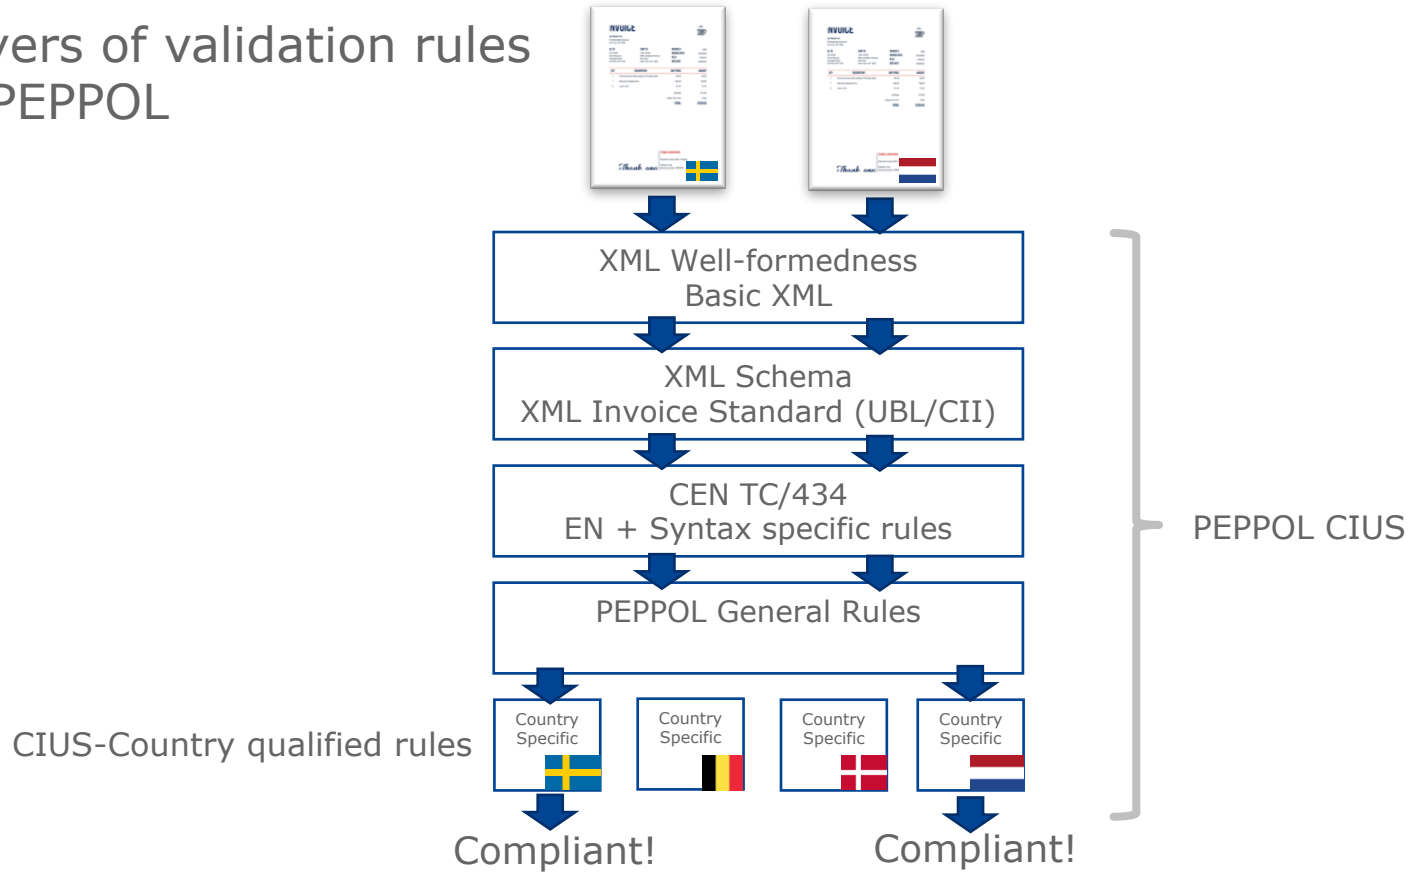 yers of validation rules
PEPPOL
INVOICE
INVOICE
XML Well-formedness
Basic XML
XML Schema
XML Invoice Standard (UBL/CII)
CEN TC/434
EN + Syntax specific rules
PEPPOL CIUS
PEPPOL General Rules
CIUS-Country qualified rules
Country
Specific
Country
Specific
Country
Specific
Country
Specific
Compliant!
Compliant!